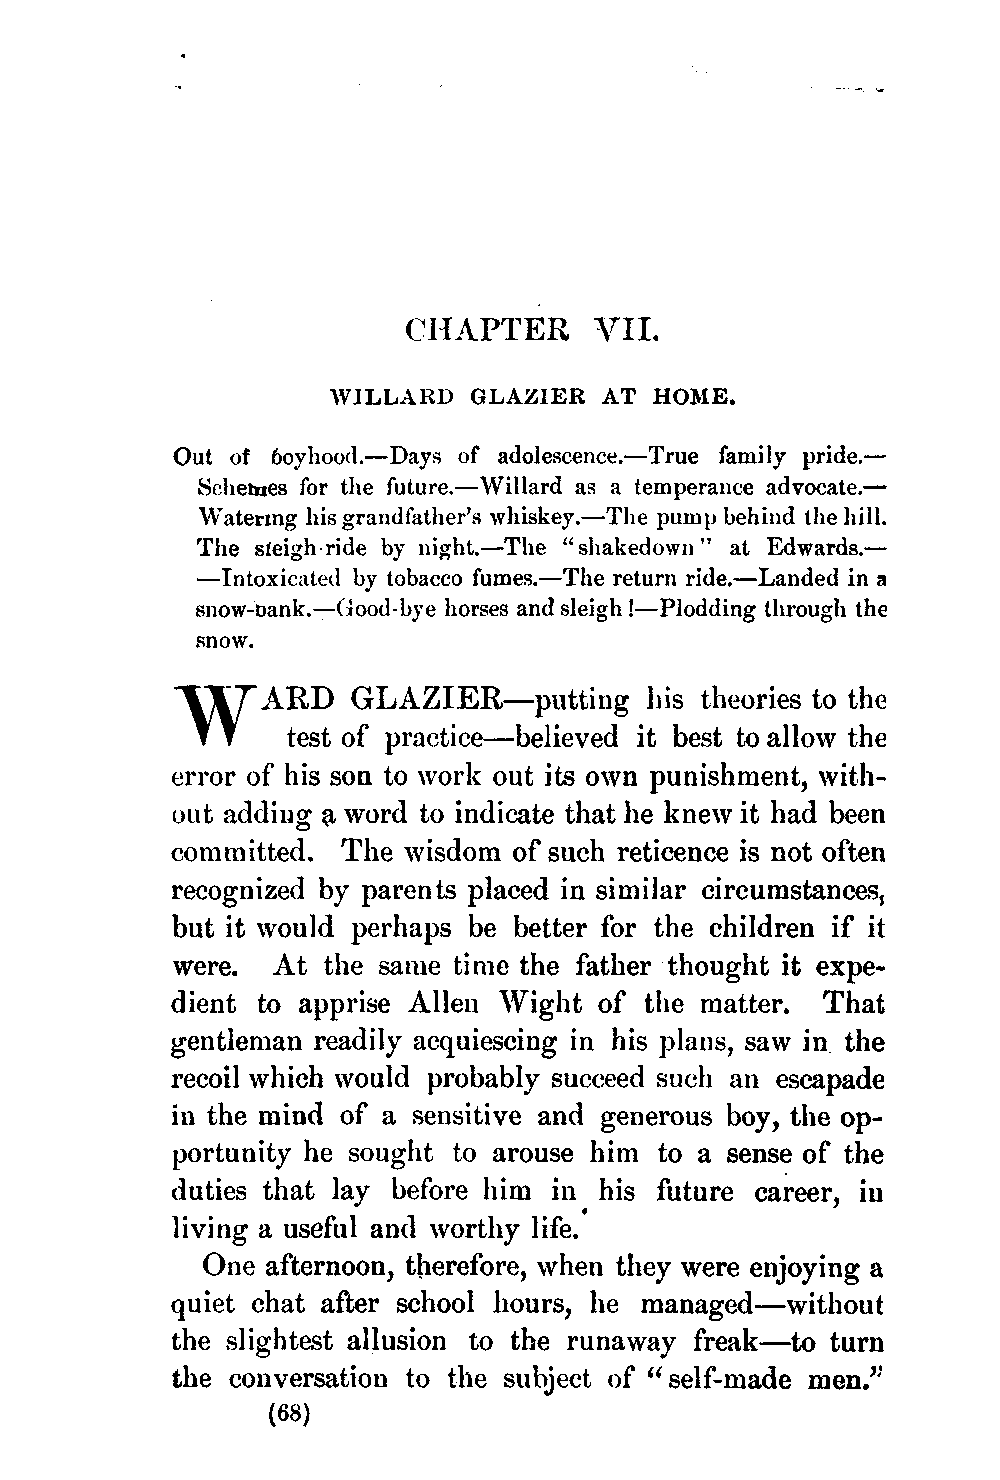 CHAPTER VII.
WILLARD GLAZIER AT HOME.
Out of boyhood.—Days of adolescence.—True family pride.—
Schemes for the future.—Willard as a temperance advocate.—
Watering his grandfather's whiskey.—The pump behind the hill.
The sleigh-ride by night.—The "shakedown" at Edwards.—
—Intoxicated by tobacco fumes.—The return ride.—Landed in a
snow-bank.—Good-bye horses and sleigh!—Plodding through the
snow.
WARD GLAZIER—putting his theories to the
test of practice—believed it best to allow the
error of his son to work out its own punishment, with-
out adding a word to indicate that he knew it had been
committed. The wisdom of such reticence is not often
recognized by parents placed in similar circumstances,
but it would perhaps be better for the children if it
were. At the same time the father thought it expe-
dient to apprise Allen Wight of the matter. That
gentleman readily acquiescing in his plans, saw in the
recoil which would probably succeed such an escapade
in the mind of a sensitive and generous boy, the op-
portunity he sought to arouse him to a sense of the
duties that lay before him in his future career, in
living a useful and worthy life.
One afternoon, therefore, when they were enjoying a
quiet chat after school hours, he managed—without
the slightest allusion to the runaway freak—to turn
the conversation to the subject of "self-made men."
(68)